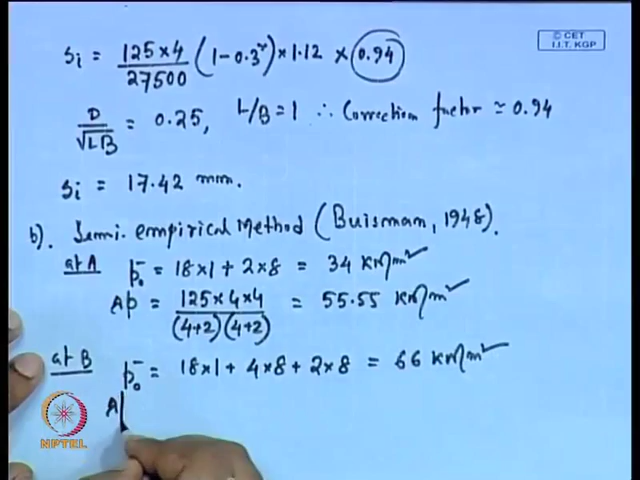 © CET
I.I.T. KGP
Si = 125×4/27500 (1-0.3²) × 1.12 × 0.94
D/√LB = 0.25, L/B = 1 ∴ Correction factor ≃ 0.94
Si = 17.42 mm.
b). Semi-empirical Method (Buisman, 1948).
at A p̄₀ = 18×1 + 2×8 = 34 kN/m² ✓
Δp = 125×4×4/(4+2)(4+2) = 55.55 kN/m² ✓
at B p̄₀ = 18×1 + 4×8 + 2×8 = 66 kN/m² ✓
Δ
NPTEL